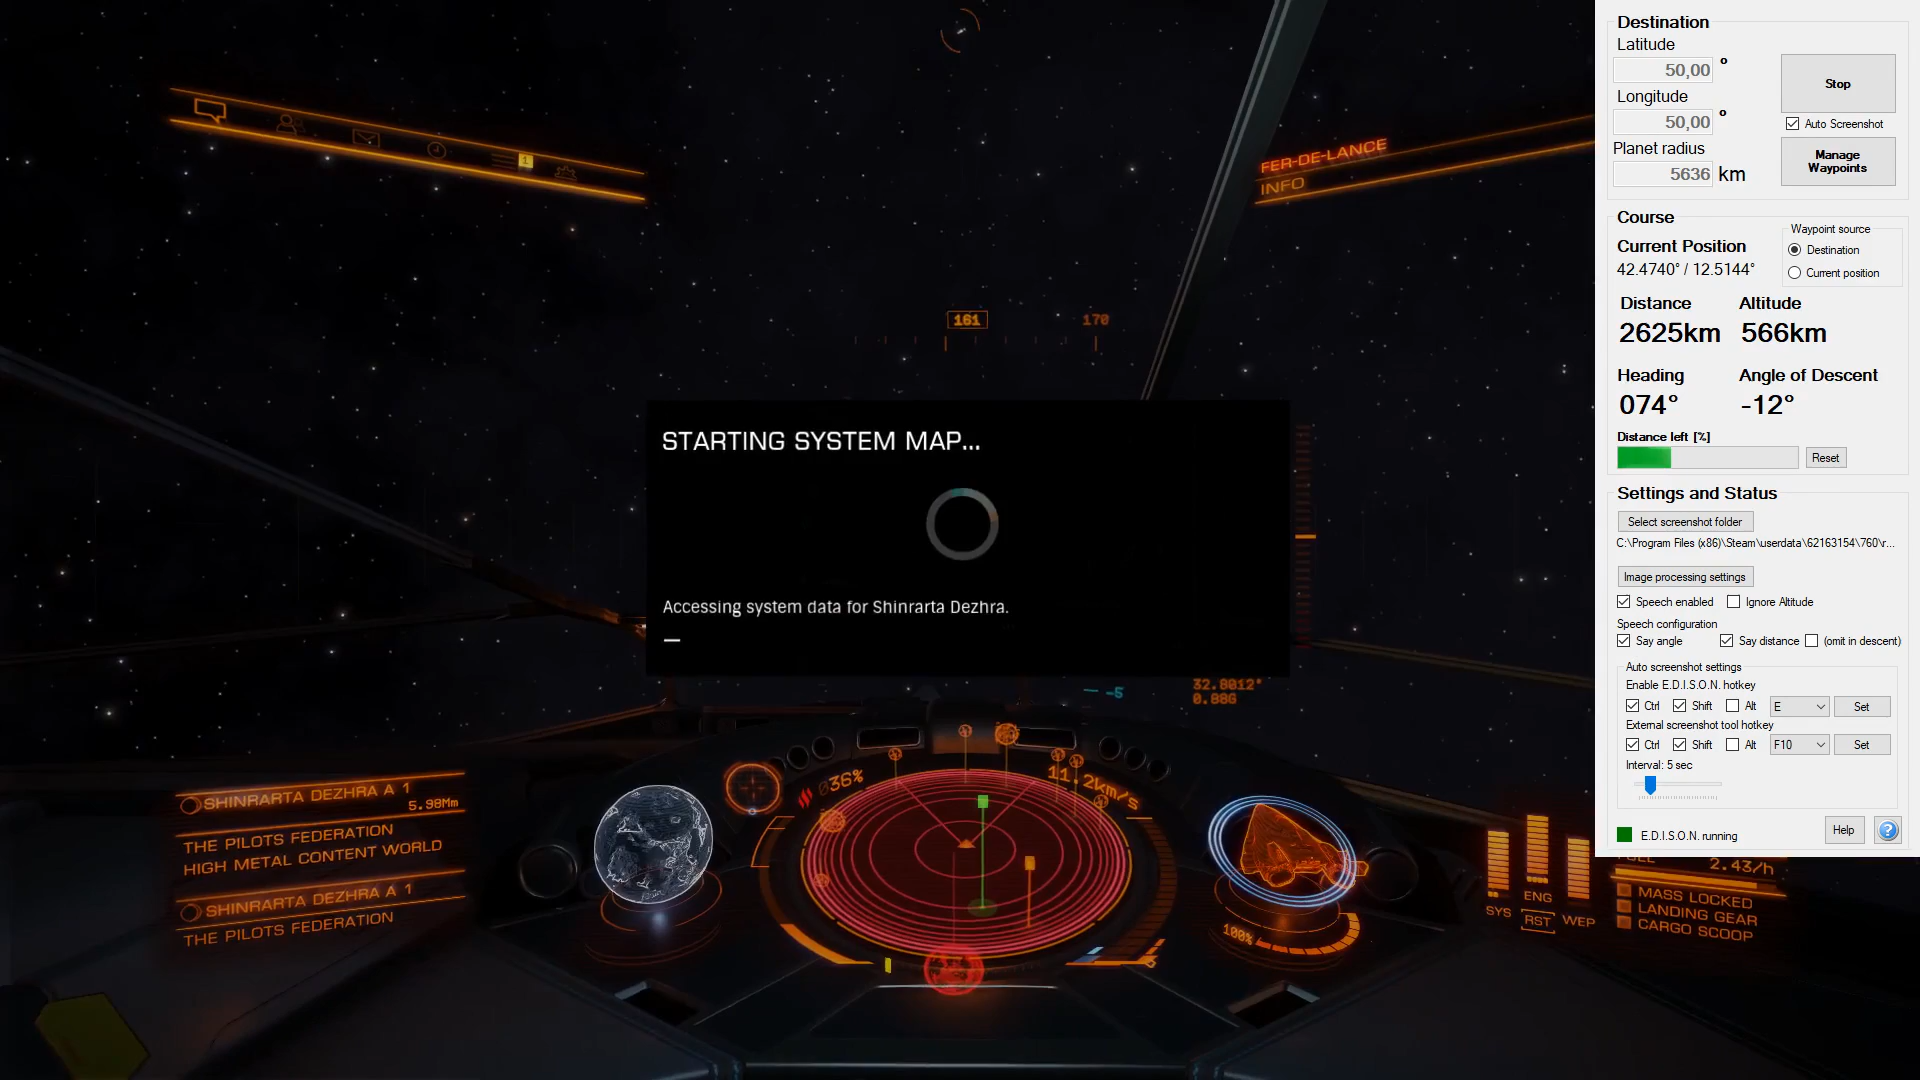 1
FER-DE-LANCE
INFO
161
170
STARTING SYSTEM MAP...
Accessing system data for Shinrarta Dezhra.
-5
32.8012°
0.88G
036%
11.2km/s
SHINRARTA DEZHRA A 1
5.98Mm
THE PILOTS FEDERATION
HIGH METAL CONTENT WORLD
SHINRARTA DEZHRA A 1
THE PILOTS FEDERATION
100%
SYS
ENG
RST
WEP
FUEL
2.43/h
MASS LOCKED
LANDING GEAR
CARGO SCOOP
Destination
Latitude
50,00 °
Longitude
50,00 °
Planet radius
5636 km
Stop
Auto Screenshot
Manage
Waypoints
Course
Current Position
42.4740° / 12.5144°
Waypoint source
Destination
Current position
Distance
Altitude
2625km
566km
Heading
Angle of Descent
074°
-12°
Distance left [%]
Reset
Settings and Status
Select screenshot folder
C:\Program Files (x86)\Steam\userdata\62163154\760\r...
Image processing settings
Speech enabled
Ignore Altitude
Speech configuration
Say angle
Say distance
(omit in descent)
Auto screenshot settings
Enable E.D.I.S.O.N. hotkey
Ctrl
Shift
Alt
E
Set
External screenshot tool hotkey
Ctrl
Shift
Alt
F10
Set
Interval: 5 sec
E.D.I.S.O.N. running
Help
?